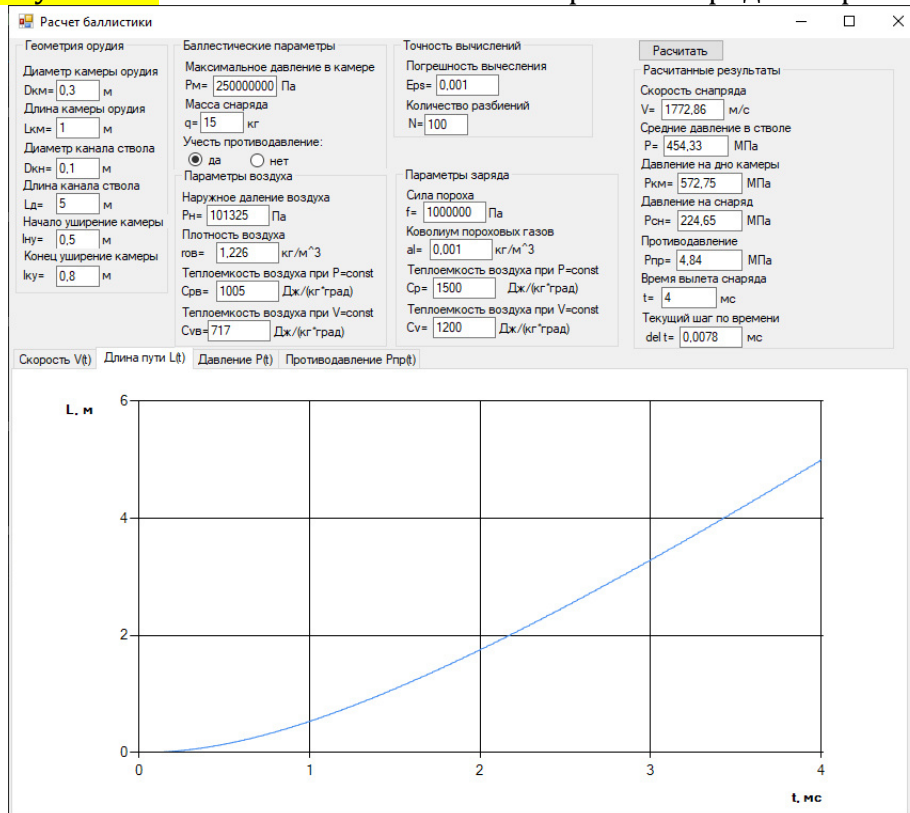 Расчет баллистики
Геометрия орудия
Диаметр камеры орудия
Dкм= 0,3 м
Длина камеры орудия
Lкм= 1 м
Диаметр канала ствола
Dкн= 0,1 м
Длина канала ствола
Lд= 5 м
Начало уширение камеры
lну= 0,5 м
Конец уширение камеры
lку= 0,8 м
Баллестические параметры
Максимальное давление в камере
Pм= 250000000 Па
Масса снаряда
q= 15 кг
Учесть противодавление:
да нет
Параметры воздуха
Наружное даление воздуха
Pн= 101325 Па
Плотность воздуха
rов= 1,226 кг/м^3
Теплоемкость воздуха при P=const
Cрв= 1005 Дж/(кг*град)
Теплоемкость воздуха при V=const
Cvв= 717 Дж/(кг*град)
Точность вычислений
Погрешность вычесления
Eps= 0,001
Количество разбиений
N= 100
Параметры заряда
Сила пороха
f= 1000000 Па
Коволиум пороховых газов
al= 0,001 кг/м^3
Теплоемкость воздуха при P=const
Cp= 1500 Дж/(кг*град)
Теплоемкость воздуха при V=const
Cv= 1200 Дж/(кг*град)
Расчитать
Расчитанные результаты
Скорость снапряда
V= 1772,86 м/с
Средние давление в стволе
P= 454,33 МПа
Давление на дно камеры
Pкм= 572,75 МПа
Давление на снаряд
Pсн= 224,65 МПа
Противодавление
Pпр= 4,84 МПа
Время вылета снаряда
t= 4 мс
Текущий шаг по времени
del t= 0,0078 мс
Скорость V(t) Длина пути L(t) Давление P(t) Противодавление Pпр(t)
L, м
6
4
2
0
0 1 2 3 4
t, мс